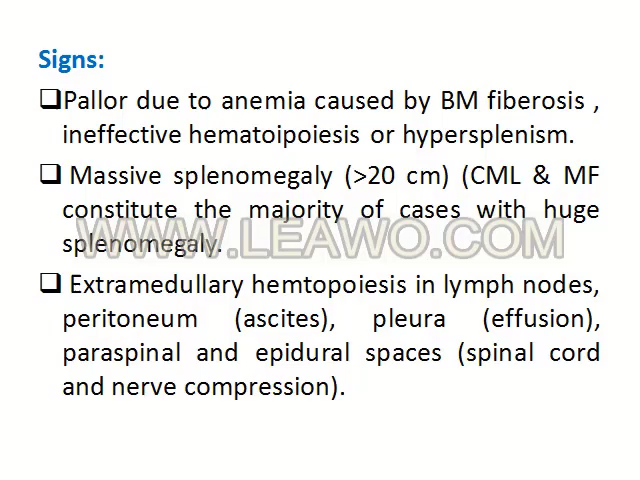 Signs:
❑Pallor due to anemia caused by BM fiberosis ,
ineffective hematoipoiesis or hypersplenism.
❑ Massive splenomegaly (>20 cm) (CML & MF
constitute the majority of cases with huge
splenomegaly.
WWW.LEAWO.COM
❑ Extramedullary hemtopoiesis in lymph nodes,
peritoneum (ascites), pleura (effusion),
paraspinal and epidural spaces (spinal cord
and nerve compression).